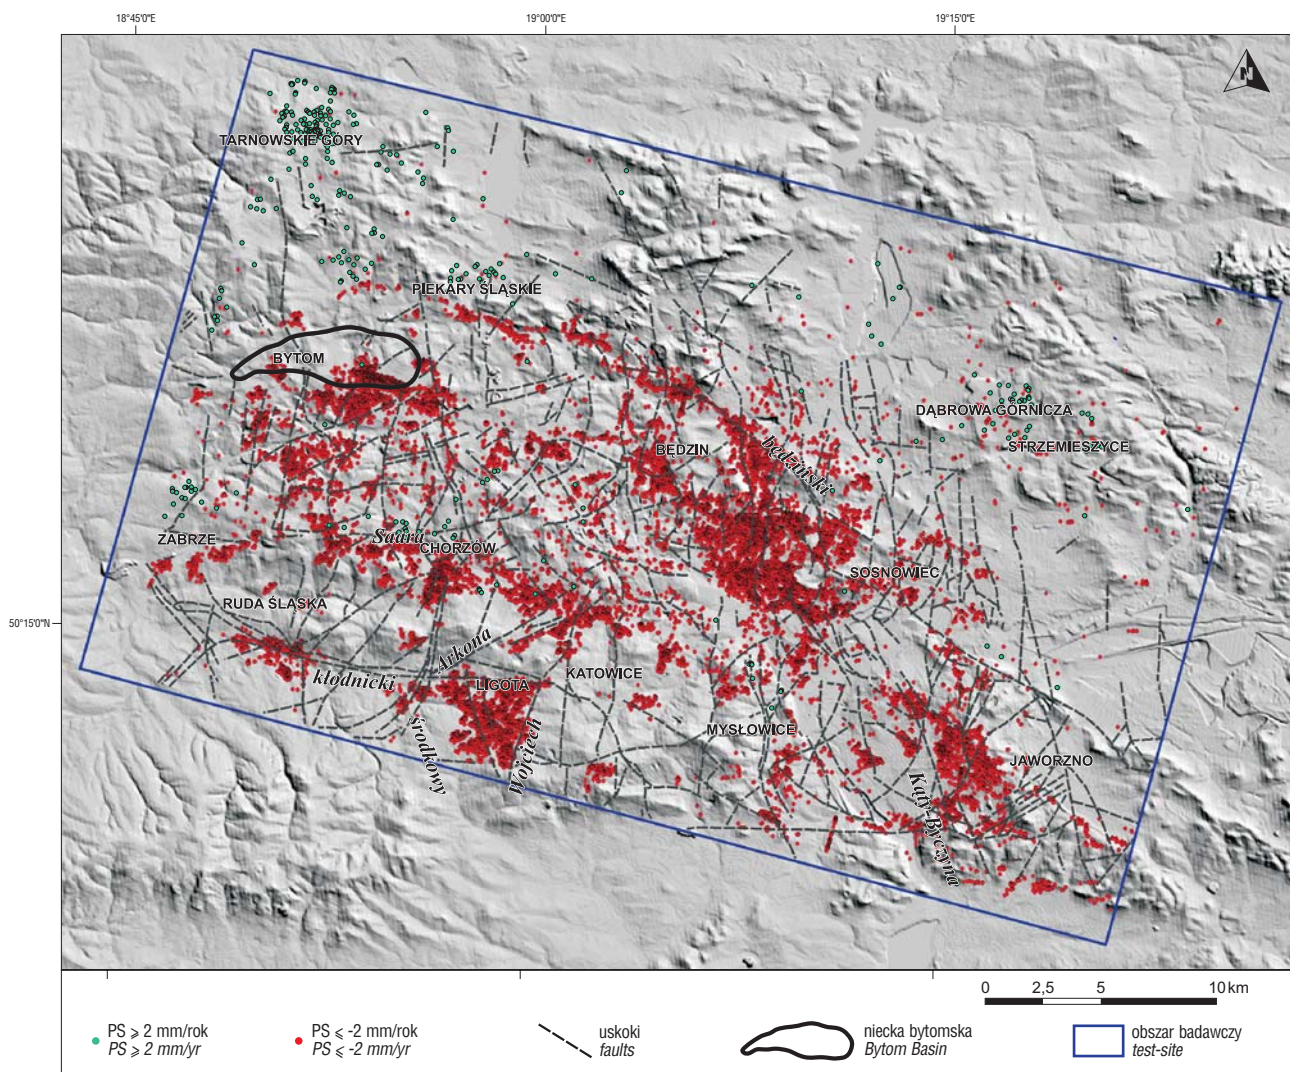 18°45'0"E
19°00'0"E
19°15'0"E
N
TARNOWSKIE GÓRY
PIEKARY ŚLĄSKIE
BYTOM
DĄBROWA GÓRNICZA
STRZEMIESZYCE
BĘDZIN
będziński
ZABRZE
Saara
CHORZÓW
SOSNOWIEC
RUDA ŚLĄSKA
50°15'0"N
Arkona
kłodnicki
LIGOTA
KATOWICE
MYSŁOWICE
środkowy
Wojciech
JAWORZNO
Kąty-Byczyna
0 2,5 5 10 km
PS ⩾ 2 mm/rok
PS ⩾ 2 mm/yr
PS ⩽ -2 mm/rok
PS ⩽ -2 mm/yr
uskoki
faults
niecka bytomska
Bytom Basin
obszar badawczy
test-site